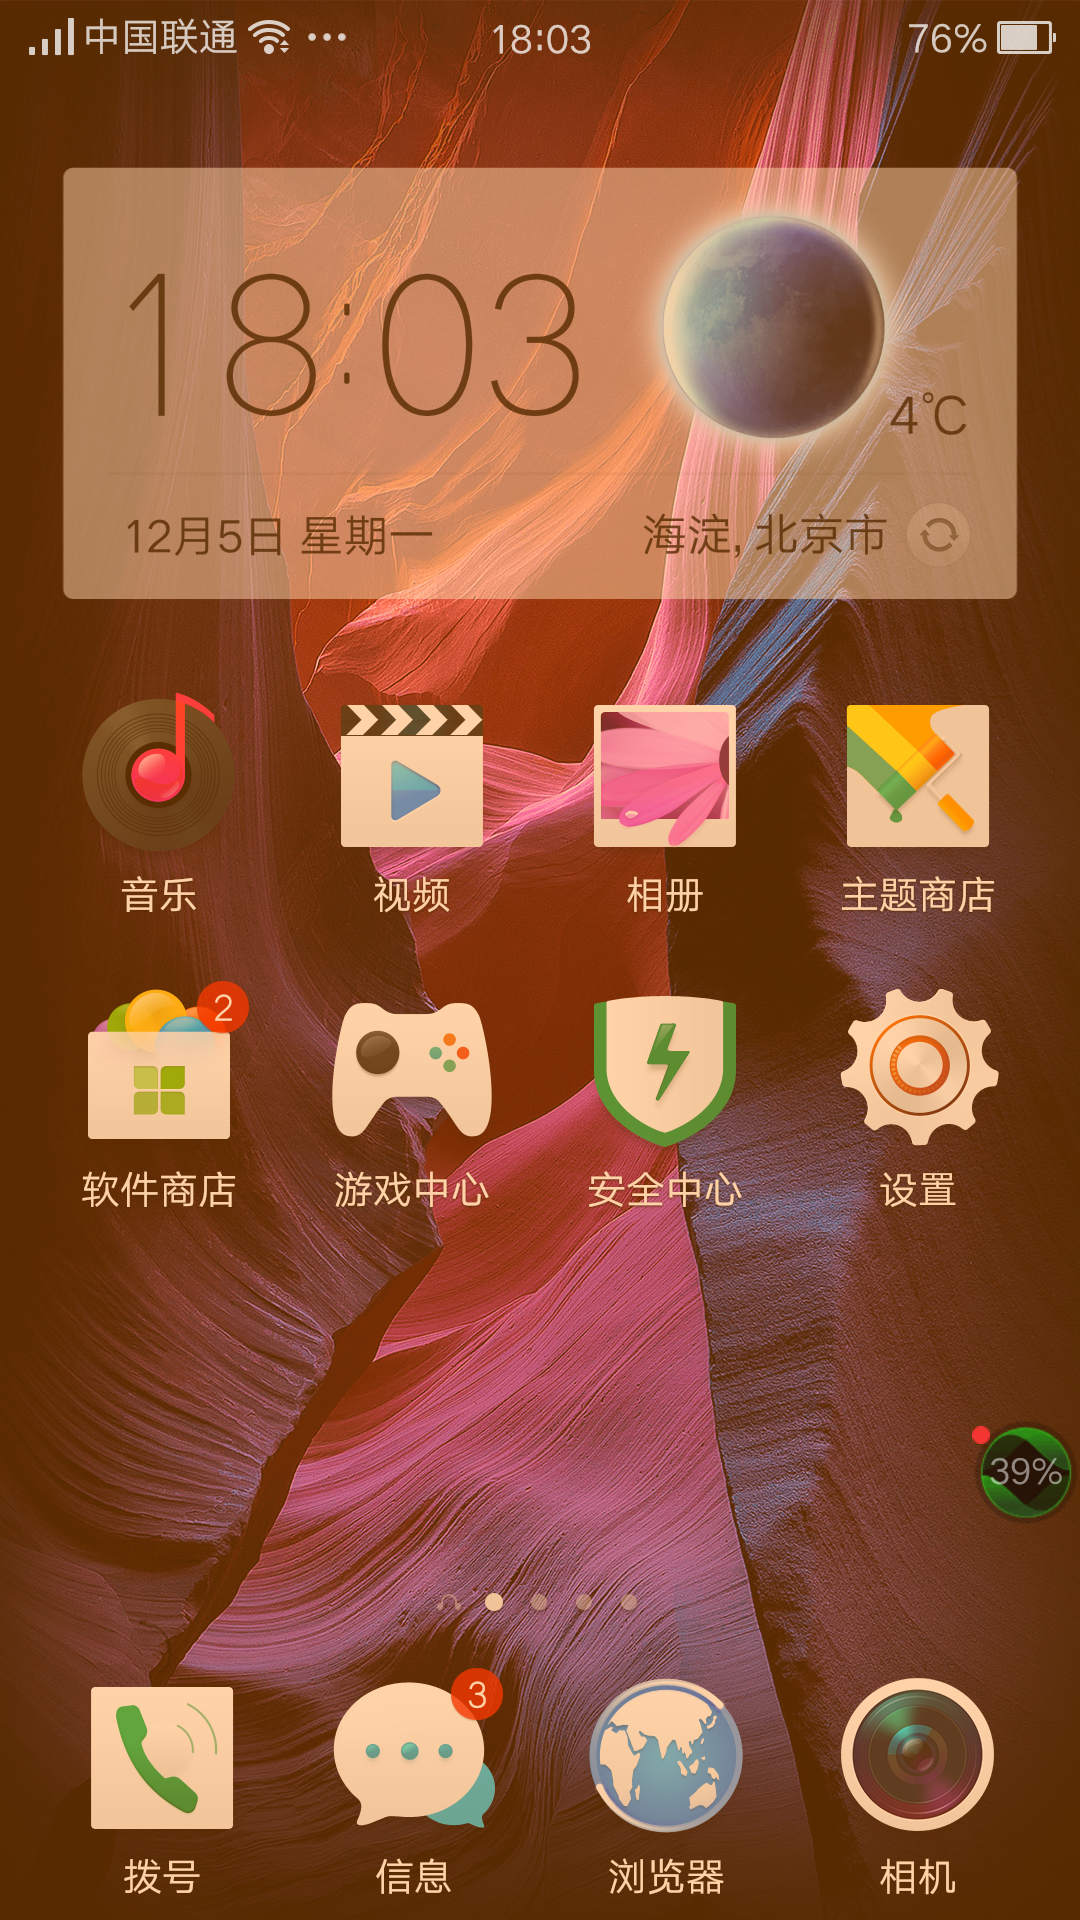 中国联通 ••• 18:03 76%
18:03
4℃
12月5日 星期一 海淀, 北京市
音乐 视频 相册 主题商店
2
软件商店 游戏中心 安全中心 设置
39%
3
拨号 信息 浏览器 相机